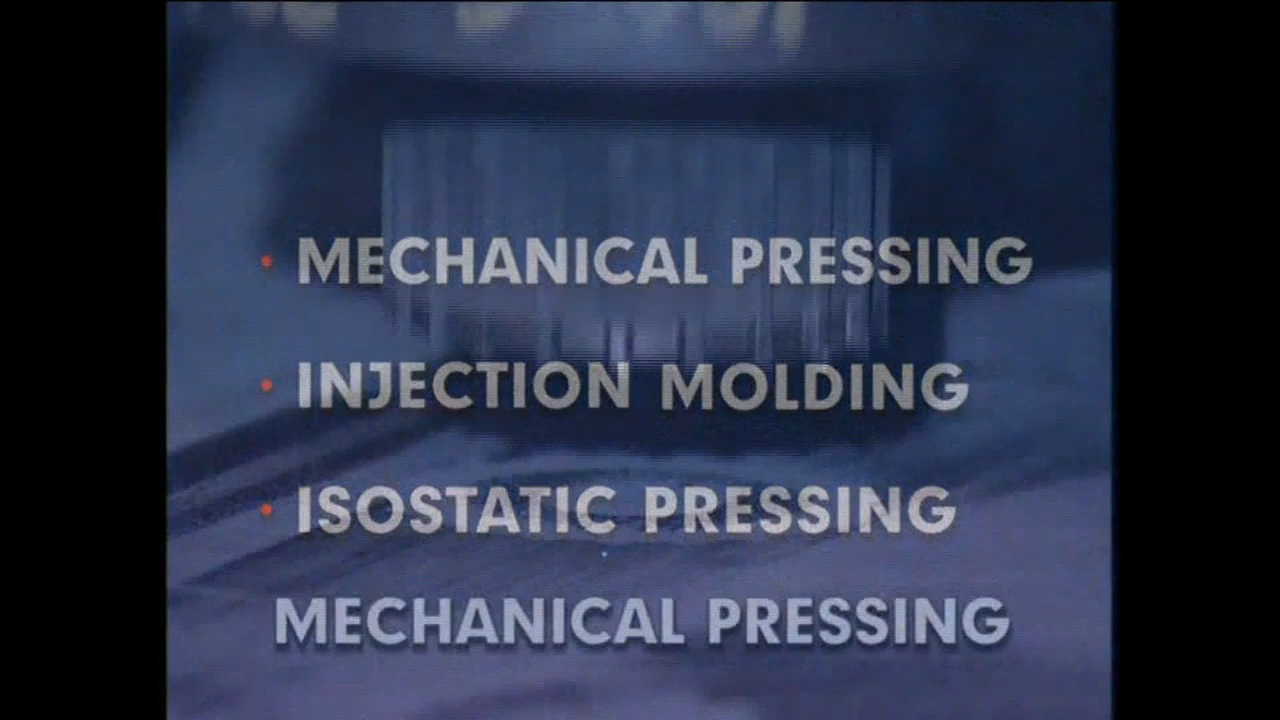 • MECHANICAL PRESSING
• INJECTION MOLDING
• ISOSTATIC PRESSING
MECHANICAL PRESSING